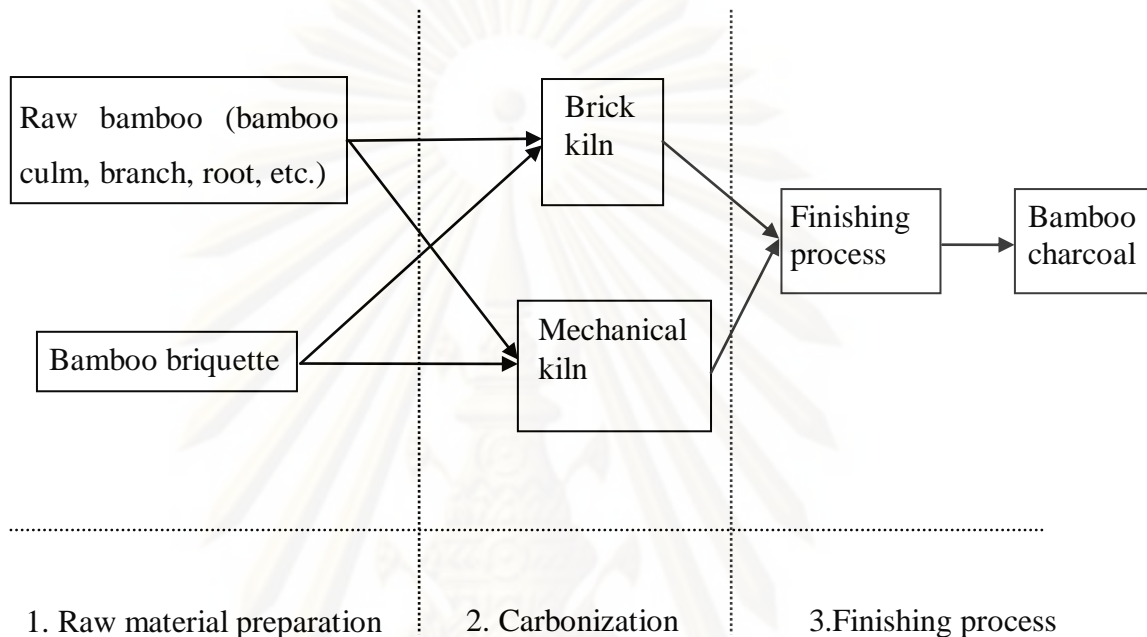 Raw bamboo (bamboo
culm, branch, root, etc.)
Bamboo briquette
Brick
kiln
Mechanical
kiln
Finishing
process
Bamboo
charcoal
1. Raw material preparation
2. Carbonization
3.Finishing process